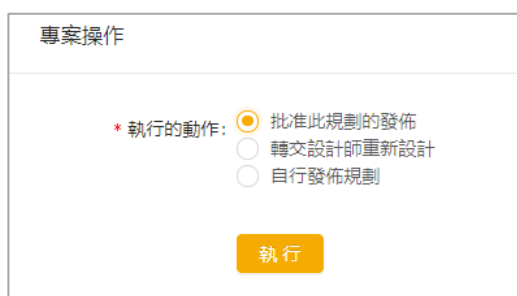 專案操作
* 執行的動作: 批准此規劃的發佈
轉交設計師重新設計
自行發佈規劃
執 行